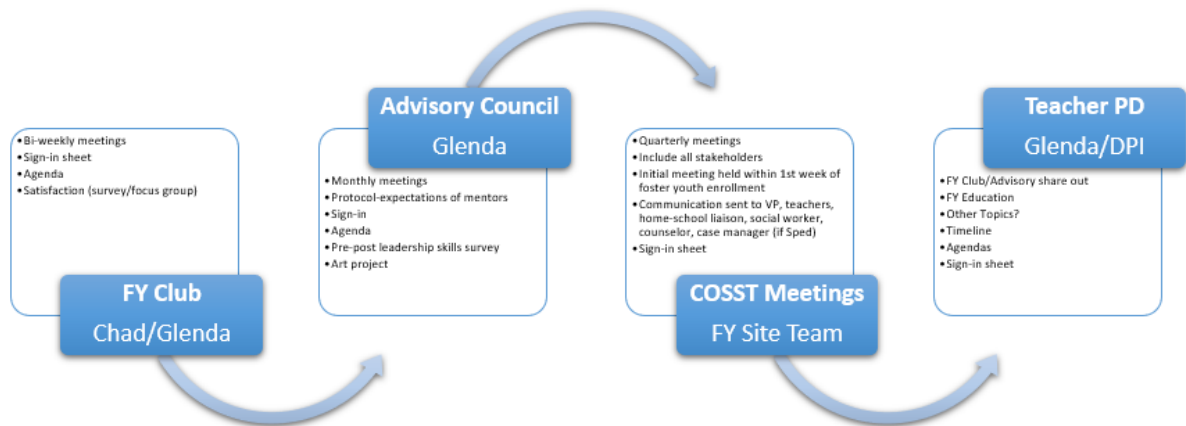 •Bi-weekly meetings
•Sign-in sheet
•Agenda
•Satisfaction (survey/focus group)
FY Club
Chad/Glenda
Advisory Council
Glenda
•Monthly meetings
•Protocol-expectations of mentors
•Sign-in
•Agenda
•Pre-post leadership skills survey
•Art project
•Quarterly meetings
•Include all stakeholders
•Initial meeting held within 1st week of
foster youth enrollment
•Communication sent to VP, teachers,
home-school liaison, social worker,
counselor, case manager (if Sped)
•Sign-in sheet
COSST Meetings
FY Site Team
Teacher PD
Glenda/DPI
•FY Club/Advisory share out
•FY Education
•Other Topics?
•Timeline
•Agendas
•Sign-in sheet